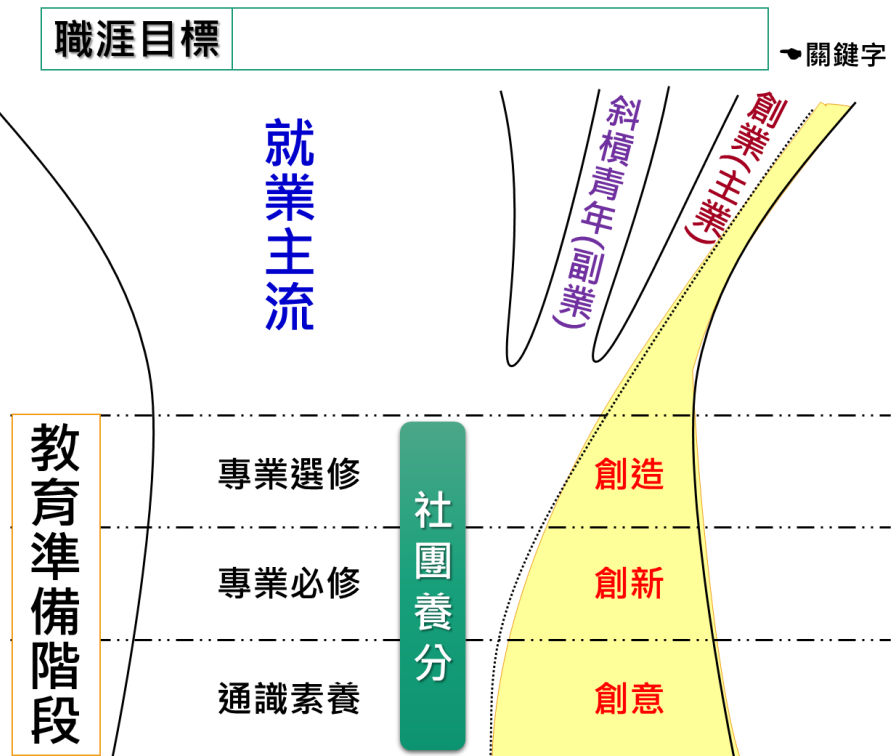 職涯目標
☚關鍵字
就業主流
斜槓青年(副業)
創業(主業)
教育準備階段
專業選修
社團養分
創造
專業必修
創新
通識素養
創意